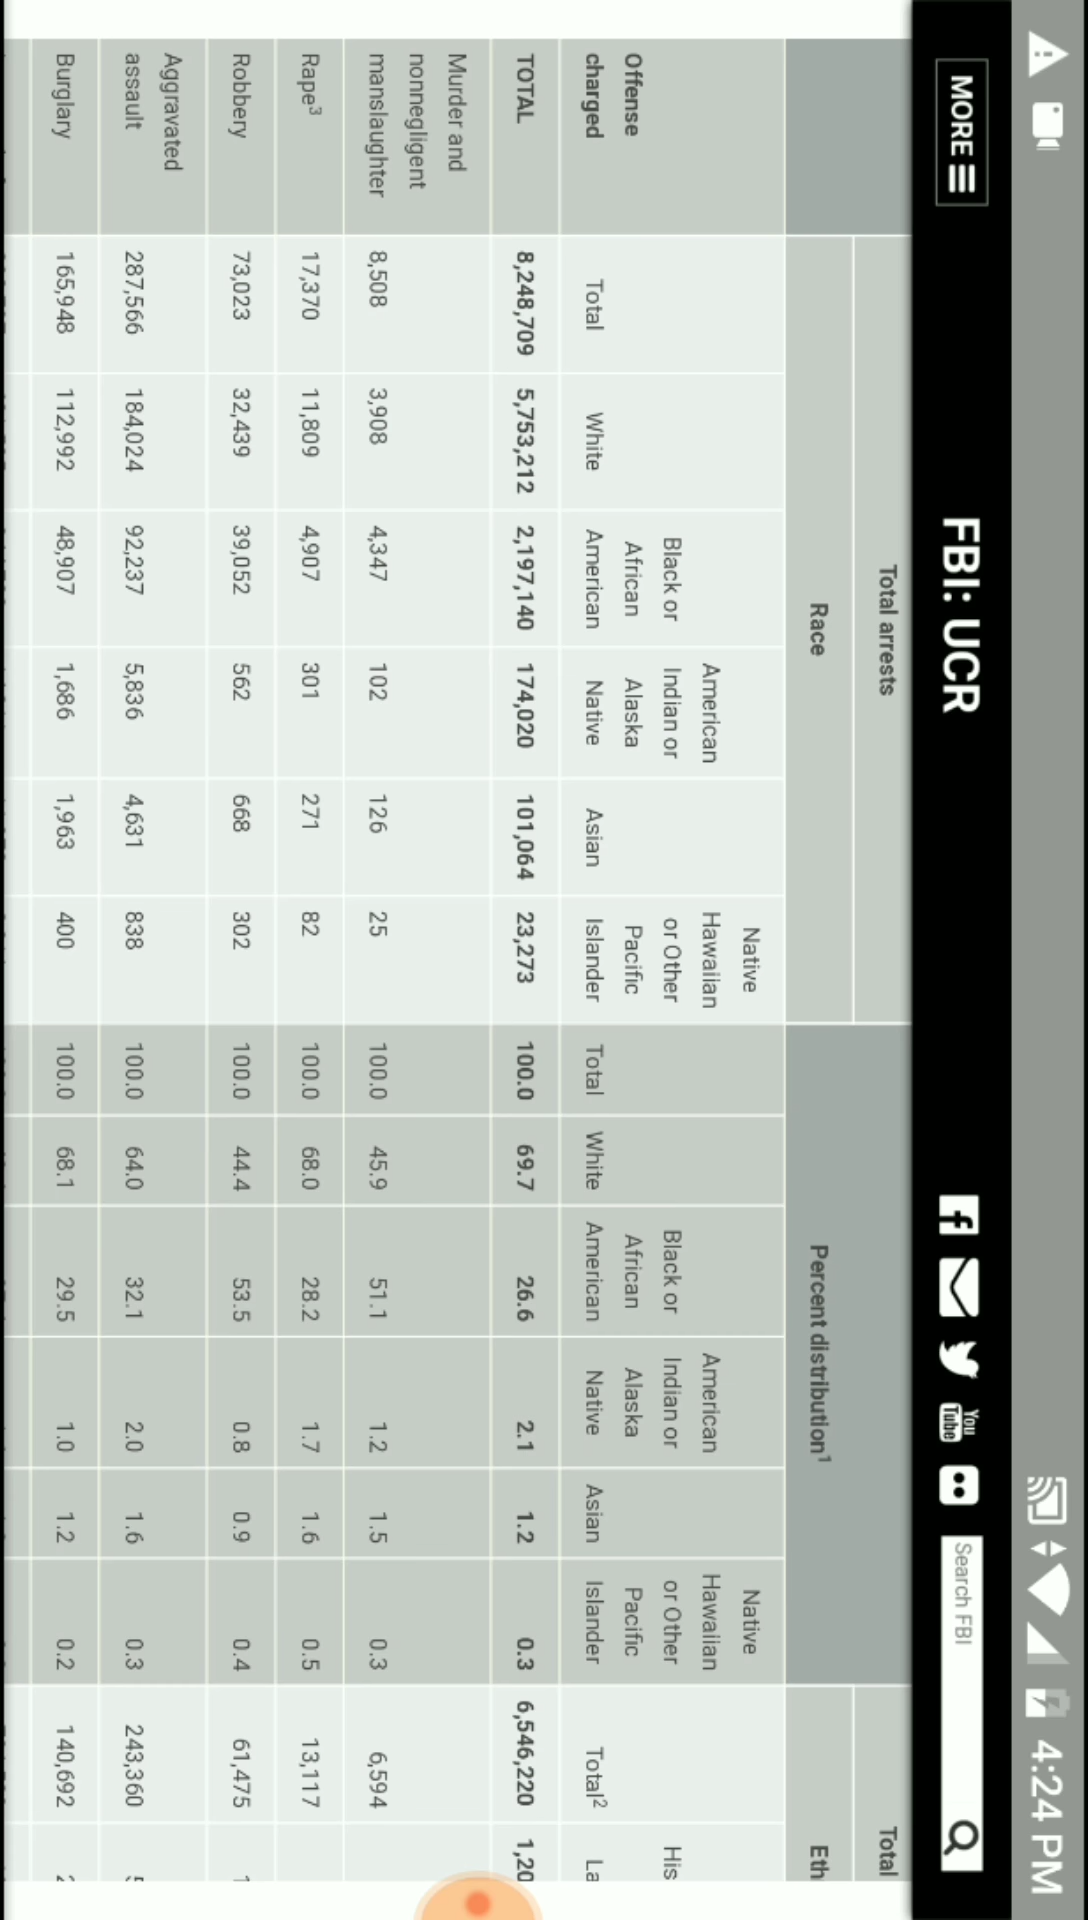 4:24 PM
MORE
FBI: UCR
Search FBI
Total arrests
Total
Race
Percent distribution1
Eth
Offense
charged
Total
White
Black or
African
American
American
Indian or
Alaska
Native
Asian
Native
Hawaiian
or Other
Pacific
Islander
Total
White
Black or
African
American
American
Indian or
Alaska
Native
Asian
Native
Hawaiian
or Other
Pacific
Islander
Total2
His
La
TOTAL 8,248,709 5,753,212 2,197,140 174,020 101,064 23,273 100.0 69.7 26.6 2.1 1.2 0.3 6,546,220 1,20
Murder and
nonnegligent
manslaughter 8,508 3,908 4,347 102 126 25 100.0 45.9 51.1 1.2 1.5 0.3 6,594
Rape3 17,370 11,809 4,907 301 271 82 100.0 68.0 28.2 1.7 1.6 0.5 13,117
Robbery 73,023 32,439 39,052 562 668 302 100.0 44.4 53.5 0.8 0.9 0.4 61,475 1
Aggravated
assault 287,566 184,024 92,237 5,836 4,631 838 100.0 64.0 32.1 2.0 1.6 0.3 243,360
Burglary 165,948 112,992 48,907 1,686 1,963 400 100.0 68.1 29.5 1.0 1.2 0.2 140,692